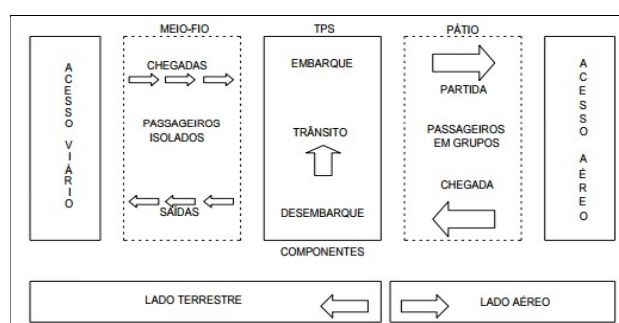 MEIO-FIO
TPS
PÁTIO
ACESSO VIÁRIO
CHEGADAS
PASSAGEIROS
ISOLADOS
SAÍDAS
EMBARQUE
TRÂNSITO
DESEMBARQUE
PARTIDA
PASSAGEIROS
EM GRUPOS
CHEGADA
ACESSO AÉREO
COMPONENTES
LADO TERRESTRE
LADO AÉREO